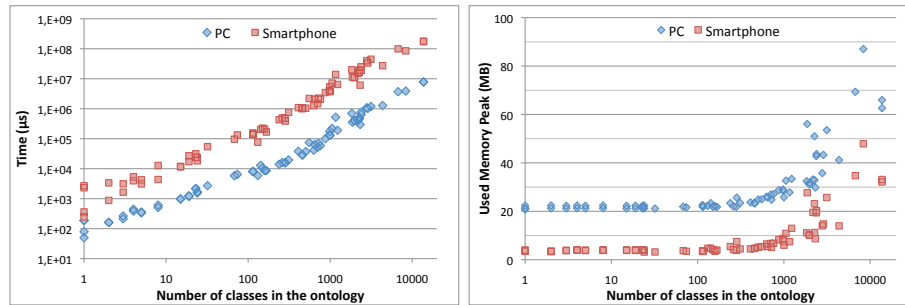 PC Smartphone
Time (μs)
1,E+09
1,E+08
1,E+07
1,E+06
1,E+05
1,E+04
1,E+03
1,E+02
1,E+01
1 10 100 1000 10000
Number of classes in the ontology
PC Smartphone
Used Memory Peak (MB)
100
80
60
40
20
0
1 10 100 1000 10000
Number of classes in the ontology